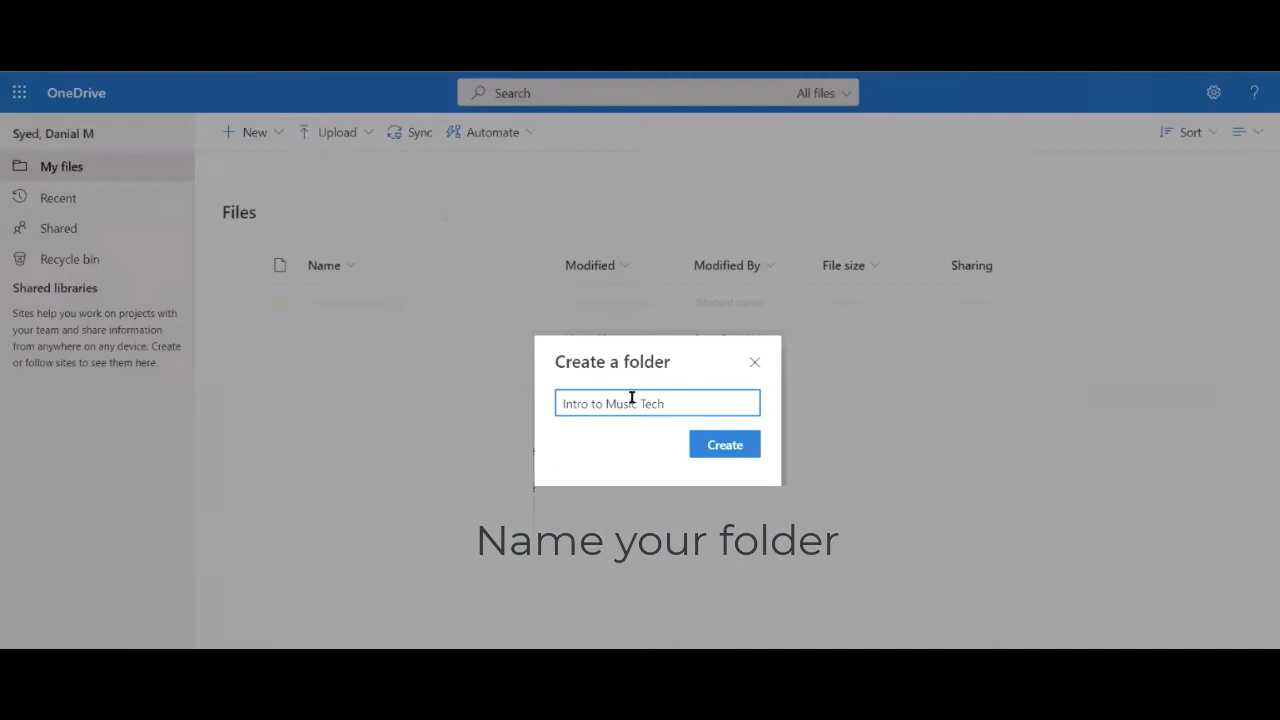 OneDrive
Search
All files
?
Syed, Danial M
New
Upload
Sync
Automate
Sort
My files
Recent
Shared
Recycle bin
Shared libraries
Sites help you work on projects with
your team and share information
from anywhere on any device. Create
or follow sites to see them here.
Files
Name
Modified
Modified By
File size
Sharing
Create a folder
Intro to Music Tech
Create
Name your folder